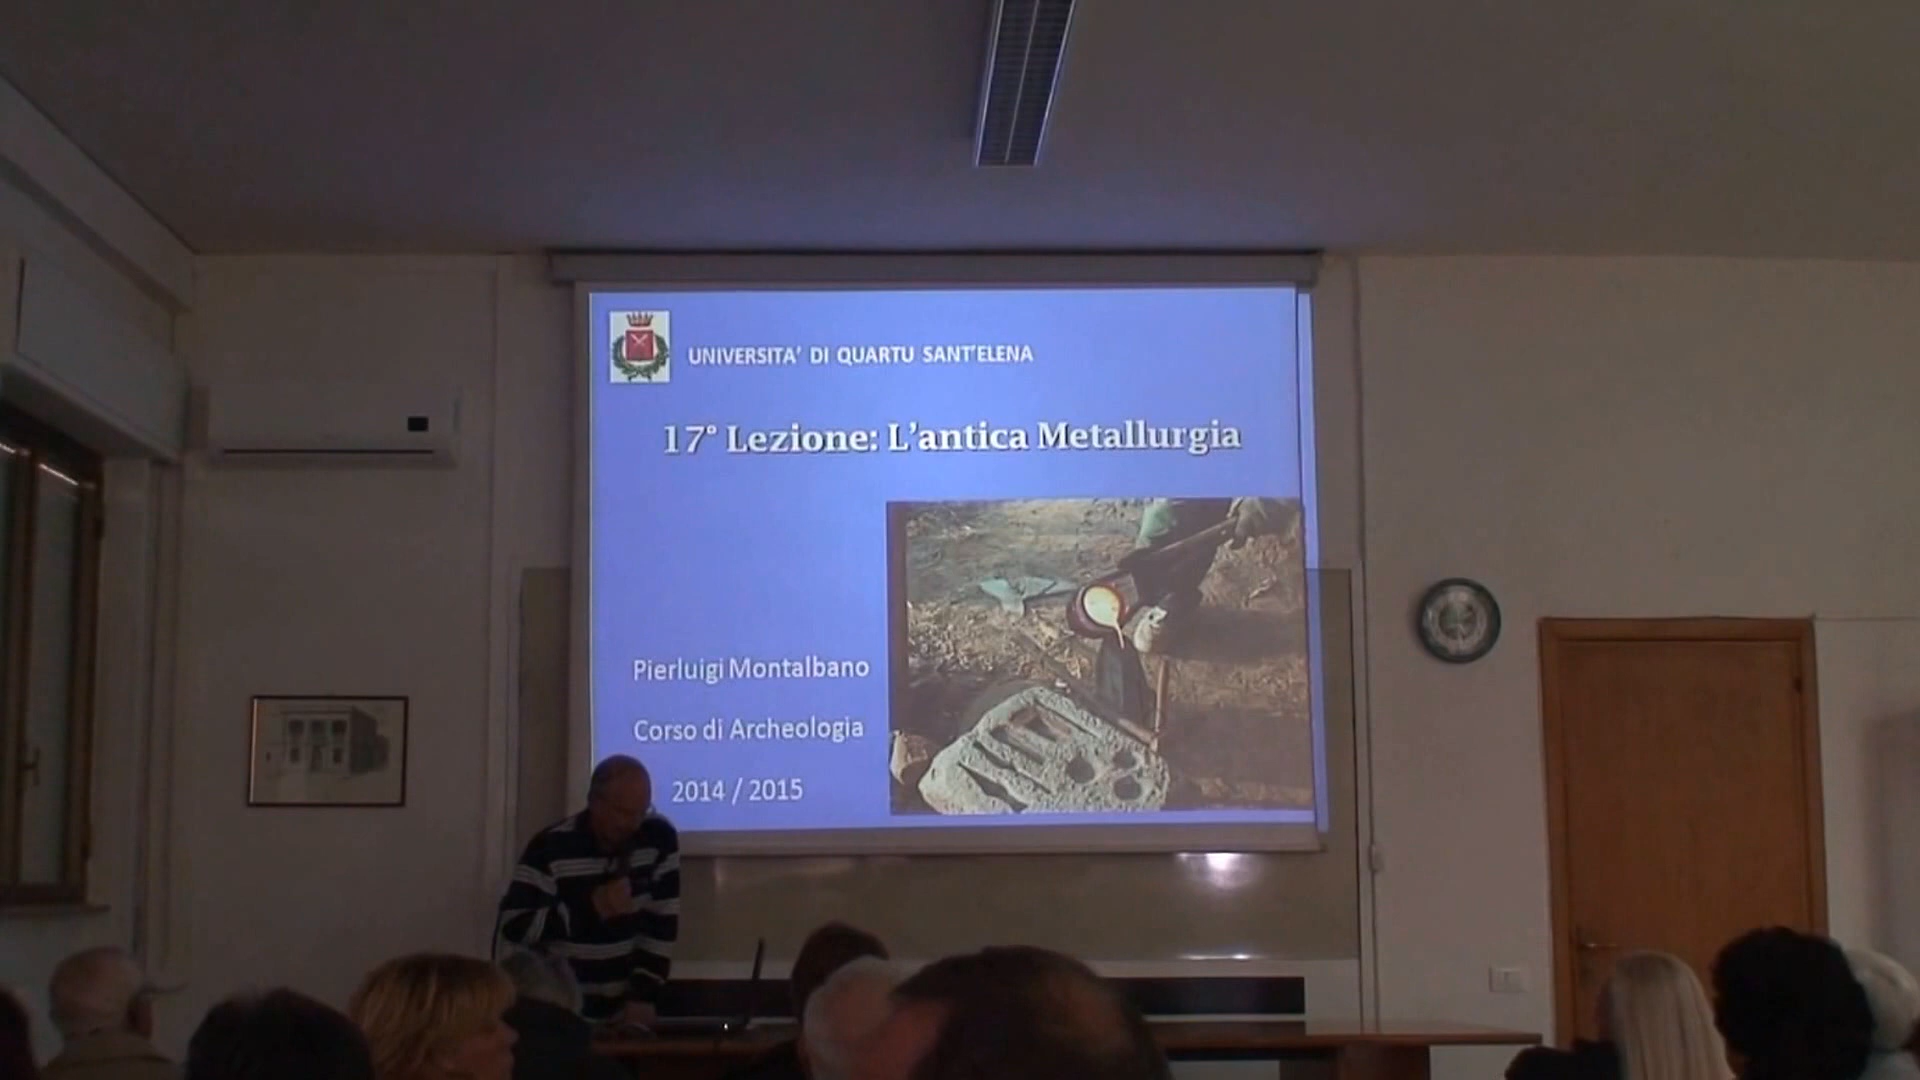 UNIVERSITA' DI QUARTU SANT'ELENA
17° Lezione: L'antica Metallurgia
Pierluigi Montalbano
Corso di Archeologia
2014 / 2015